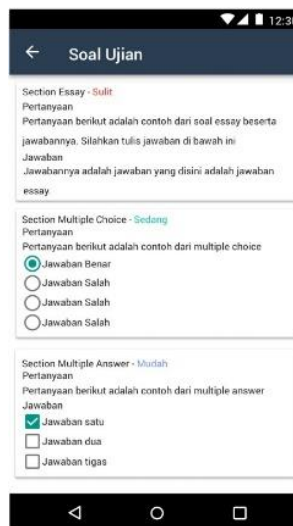 12:30
Soal Ujian
Section Essay - Sulit
Pertanyaan
Pertanyaan berikut adalah contoh dari soal essay beserta
jawabannya. Silahkan tulis jawaban di bawah ini
Jawaban
Jawabannya adalah jawaban yang disini adalah jawaban
essay.
Section Multiple Choice - Sedang
Pertanyaan
Pertanyaan berikut adalah contoh dari multiple choice
Jawaban Benar
Jawaban Salah
Jawaban Salah
Jawaban Salah
Section Multiple Answer - Mudah
Pertanyaan
Pertanyaan berikut adalah contoh dari multiple answer
Jawaban
Jawaban satu
Jawaban dua
Jawaban tigas